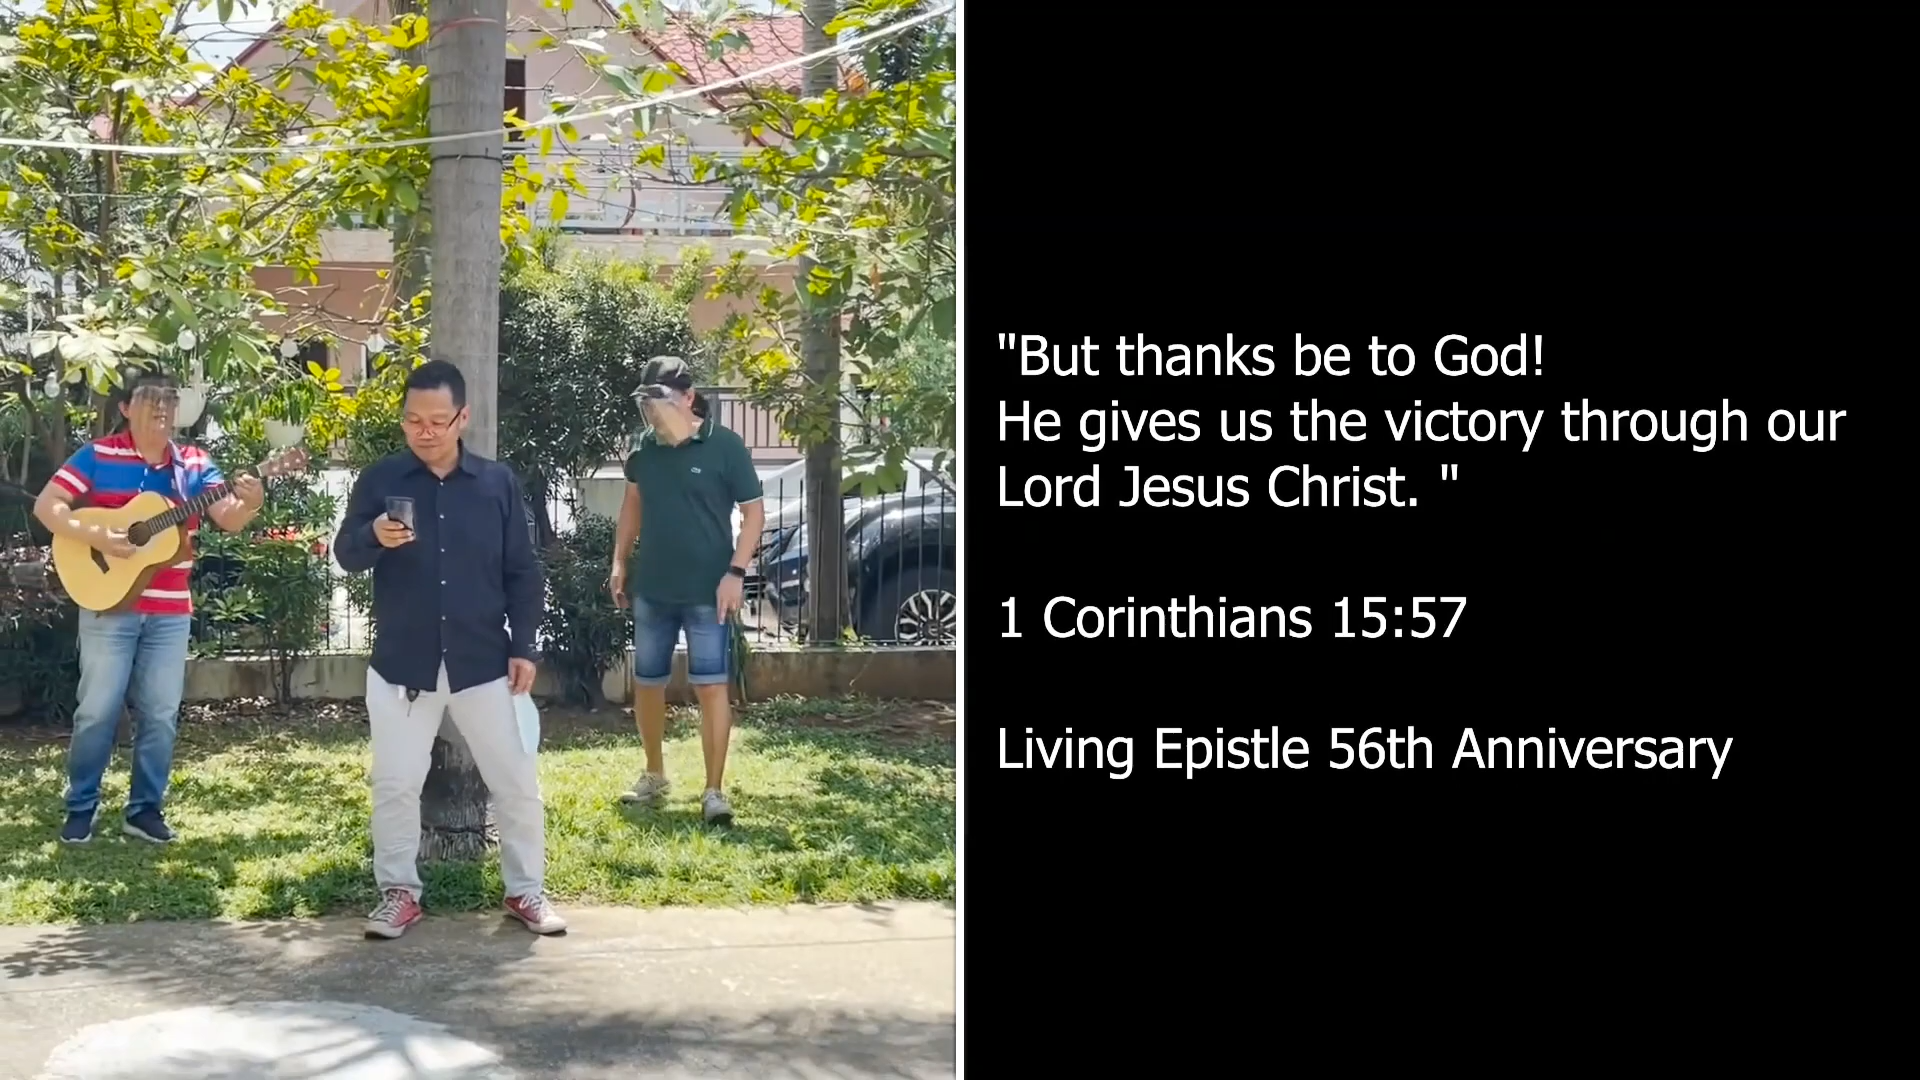 "But thanks be to God!
He gives us the victory through our
Lord Jesus Christ. "
1 Corinthians 15:57
Living Epistle 56th Anniversary